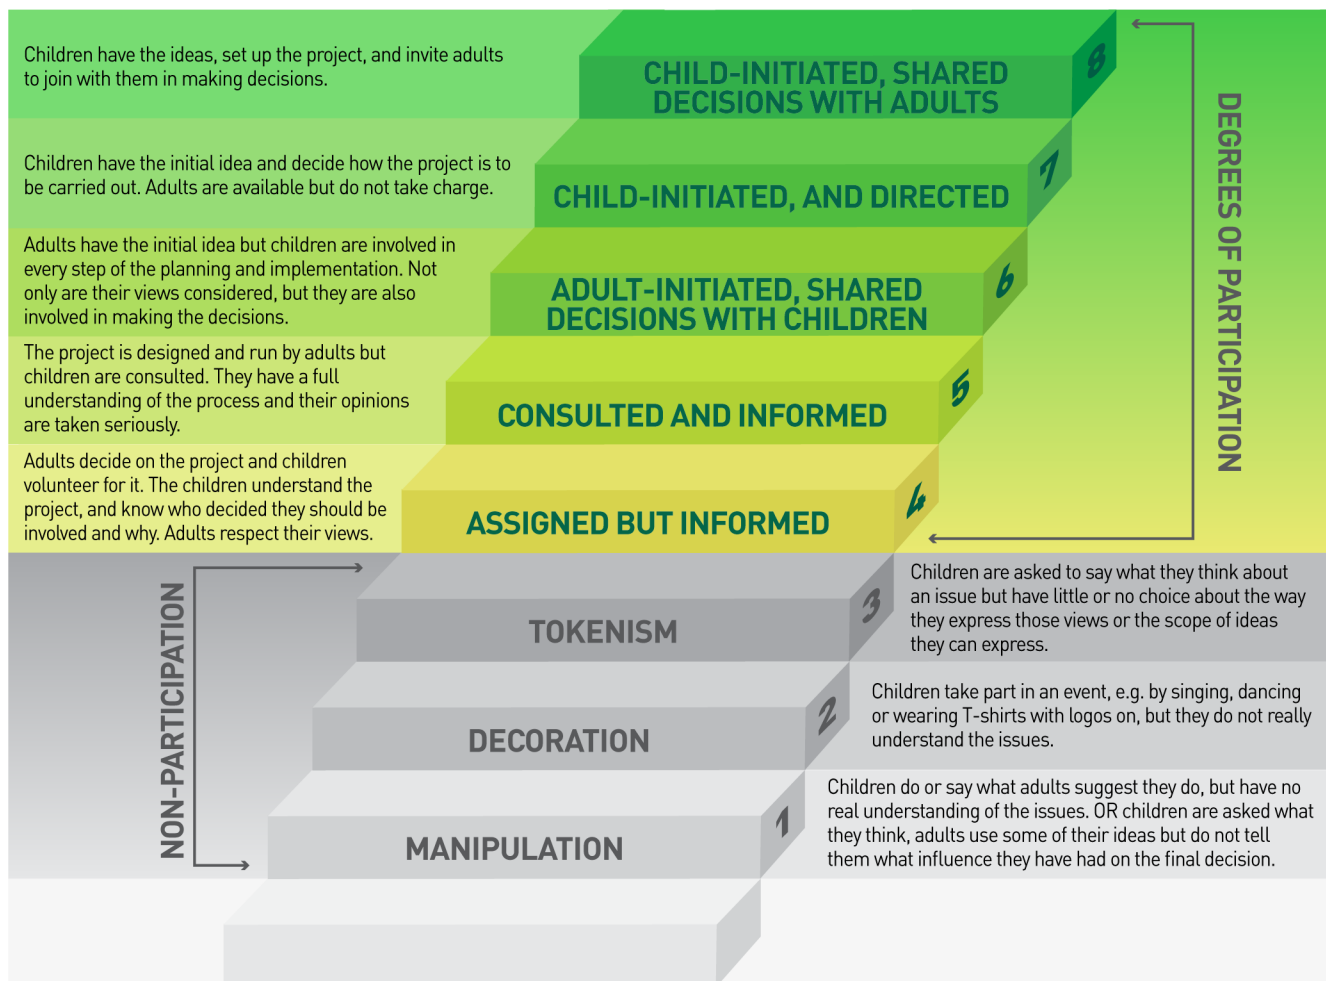 Children have the ideas, set up the project, and invite adults
to join with them in making decisions.
CHILD-INITIATED, SHARED
DECISIONS WITH ADULTS
8
Children have the initial idea and decide how the project is to
be carried out. Adults are available but do not take charge.
CHILD-INITIATED, AND DIRECTED
7
Adults have the initial idea but children are involved in
every step of the planning and implementation. Not
only are their views considered, but they are also
involved in making the decisions.
ADULT-INITIATED, SHARED
DECISIONS WITH CHILDREN
6
The project is designed and run by adults but
children are consulted. They have a full
understanding of the process and their opinions
are taken seriously.
CONSULTED AND INFORMED
5
Adults decide on the project and children
volunteer for it. The children understand the
project, and know who decided they should be
involved and why. Adults respect their views.
ASSIGNED BUT INFORMED
4
DEGREES OF PARTICIPATION
NON-PARTICIPATION
TOKENISM
3
Children are asked to say what they think about
an issue but have little or no choice about the way
they express those views or the scope of ideas
they can express.
DECORATION
2
Children take part in an event, e.g. by singing, dancing
or wearing T-shirts with logos on, but they do not really
understand the issues.
MANIPULATION
1
Children do or say what adults suggest they do, but have no
real understanding of the issues. OR children are asked what
they think, adults use some of their ideas but do not tell
them what influence they have had on the final decision.